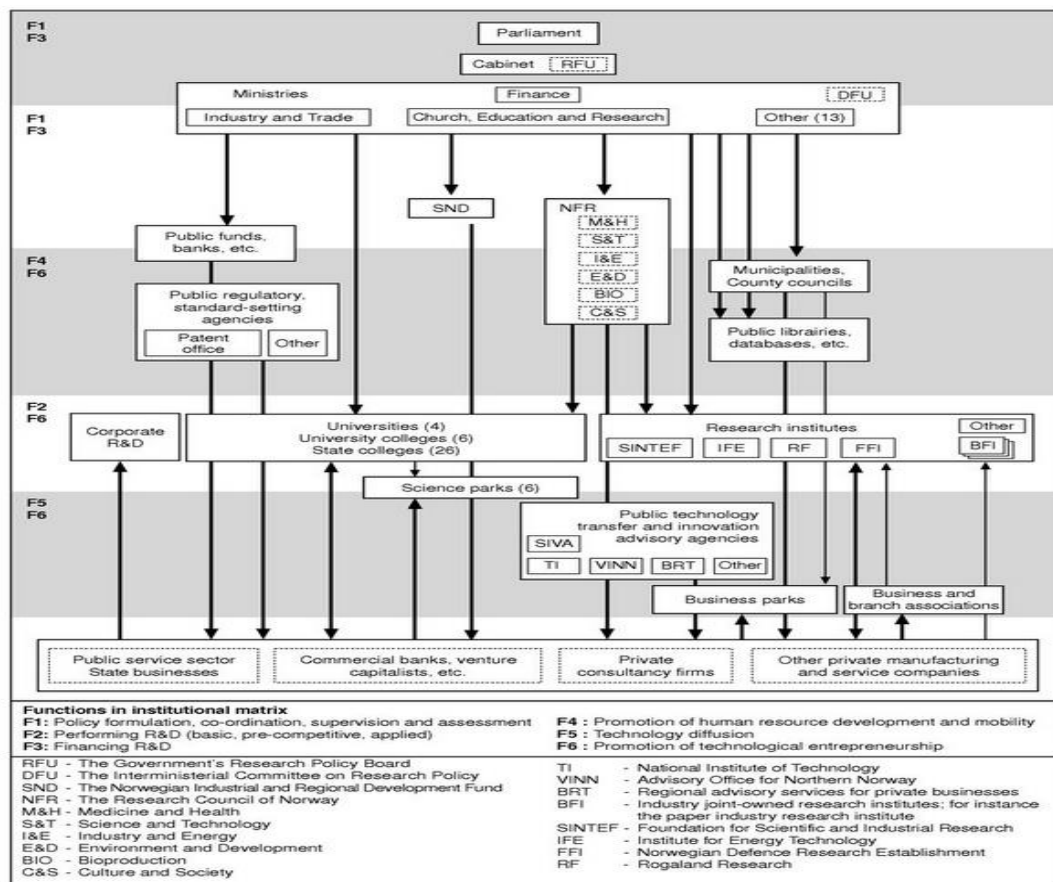 F1
F3
Parliament
Cabinet RFU
Ministries Finance DFU
Industry and Trade Church, Education and Research Other (13)
F1
F3
SND NFR
M&H
S&T
I&E
E&D
BIO
C&S
Public funds,
banks, etc.
F4
F6
Public regulatory,
standard-setting
agencies
Patent
office
Other
Municipalities,
County councils
Public librairies,
databases, etc.
F2
F6
Corporate
R&D
Universities (4)
University colleges (6)
State colleges (26)
Research institutes
Other
SINTEF IFE RF FFI BFI
Science parks (6)
F5
F6
Public technology
transfer and innovation
advisory agencies
SIVA
TI VINN BRT Other
Business parks
Business and
branch associations
Public service sector
State businesses
Commercial banks, venture
capitalists, etc.
Private
consultancy firms
Other private manufacturing
and service companies
Functions in institutional matrix
F1: Policy formulation, co-ordination, supervision and assessment
F2: Performing R&D (basic, pre-competitive, applied)
F3: Financing R&D
F4 : Promotion of human resource development and mobility
F5 : Technology diffusion
F6 : Promotion of technological entrepreneurship
RFU - The Government's Research Policy Board
DFU - The Interministerial Committee on Research Policy
SND - The Norwegian Industrial and Regional Development Fund
NFR - The Research Council of Norway
M&H - Medicine and Health
S&T - Science and Technology
I&E - Industry and Energy
E&D - Environment and Development
BIO - Bioproduction
C&S - Culture and Society
TI - National Institute of Technology
VINN - Advisory Office for Northern Norway
BRT - Regional advisory services for private businesses
BFI - Industry joint-owned research institutes; for instance
the paper industry research institute
SINTEF - Foundation for Scientific and Industrial Research
IFE - Institute for Energy Technology
FFI - Norwegian Defence Research Establishment
RF - Rogaland Research